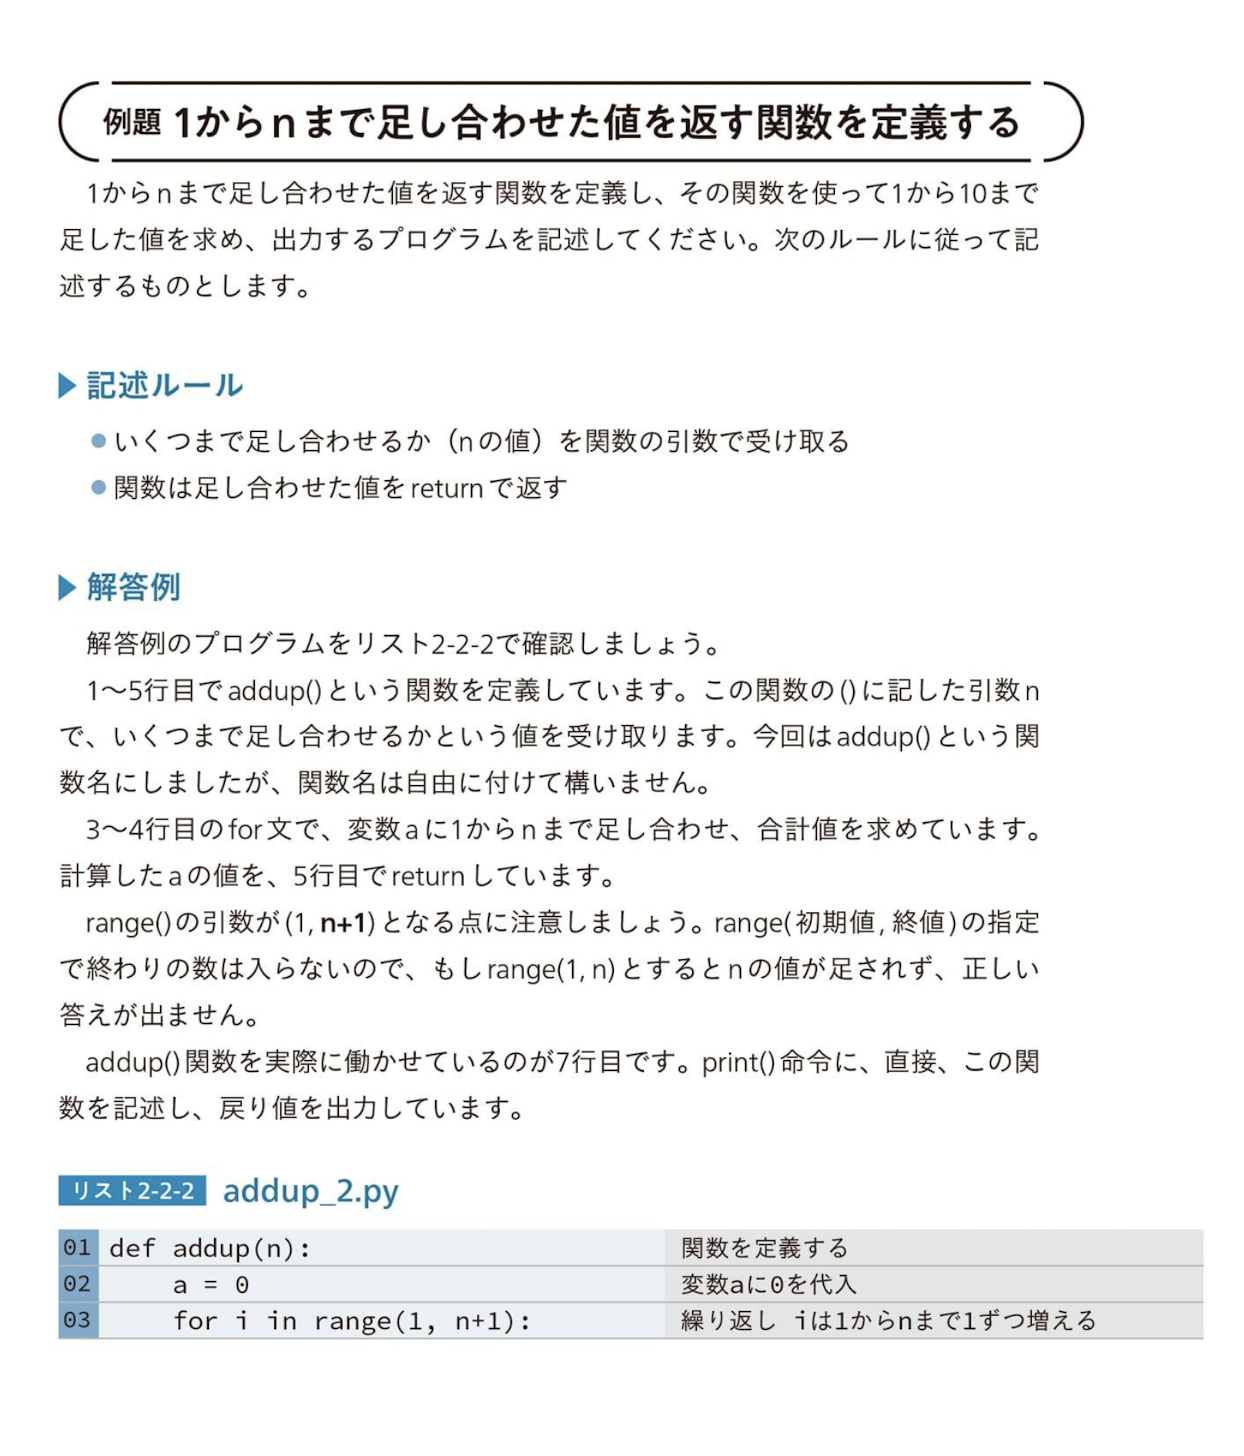 例題 1からnまで足し合わせた値を返す関数を定義する
1からnまで足し合わせた値を返す関数を定義し、その関数を使って1から10まで
足した値を求め、出力するプログラムを記述してください。次のルールに従って記
述するものとします。
▶記述ルール
●いくつまで足し合わせるか（nの値）を関数の引数で受け取る
●関数は足し合わせた値をreturnで返す
▶解答例
解答例のプログラムをリスト2-2-2で確認しましょう。
1〜5行目でaddup()という関数を定義しています。この関数の()に記した引数n
で、いくつまで足し合わせるかという値を受け取ります。今回はaddup()という関
数名にしましたが、関数名は自由に付けて構いません。
3〜4行目のfor文で、変数aに1からnまで足し合わせ、合計値を求めています。
計算したaの値を、5行目でreturnしています。
range()の引数が(1, n+1)となる点に注意しましょう。range(初期値, 終値)の指定
で終わりの数は入らないので、もしrange(1, n)とするとnの値が足されず、正しい
答えが出ません。
addup()関数を実際に働かせているのが7行目です。print()命令に、直接、この関
数を記述し、戻り値を出力しています。
リスト2-2-2 addup_2.py
01 def addup(n): 関数を定義する
02     a = 0 変数aに0を代入
03     for i in range(1, n+1): 繰り返し iは1からnまで1ずつ増える